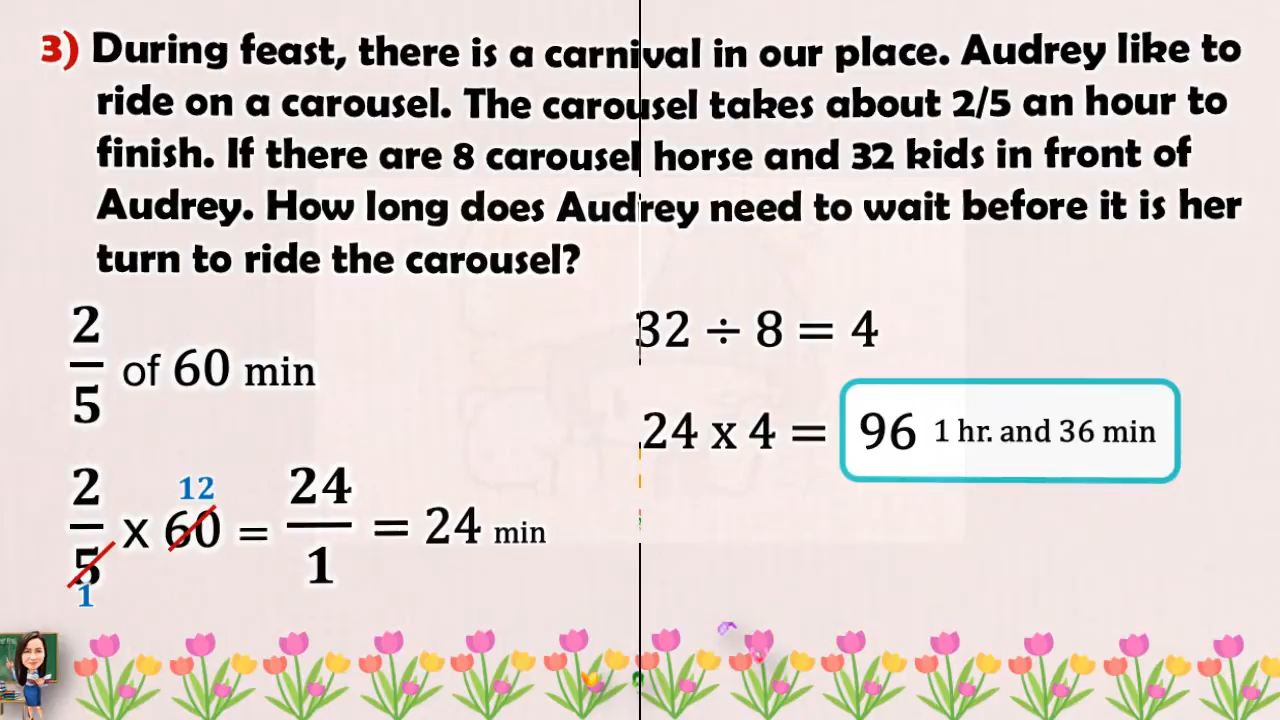 3) During feast, there is a carnival in our place. Audrey like to
ride on a carousel. The carousel takes about 2/5 an hour to
finish. If there are 8 carousel horse and 32 kids in front of
Audrey. How long does Audrey need to wait before it is her
turn to ride the carousel?
2/5 of 60 min
2/5 x 60 = 24/1 = 24 min
12
1
32 ÷ 8 = 4
24 x 4 = 96 1 hr. and 36 min